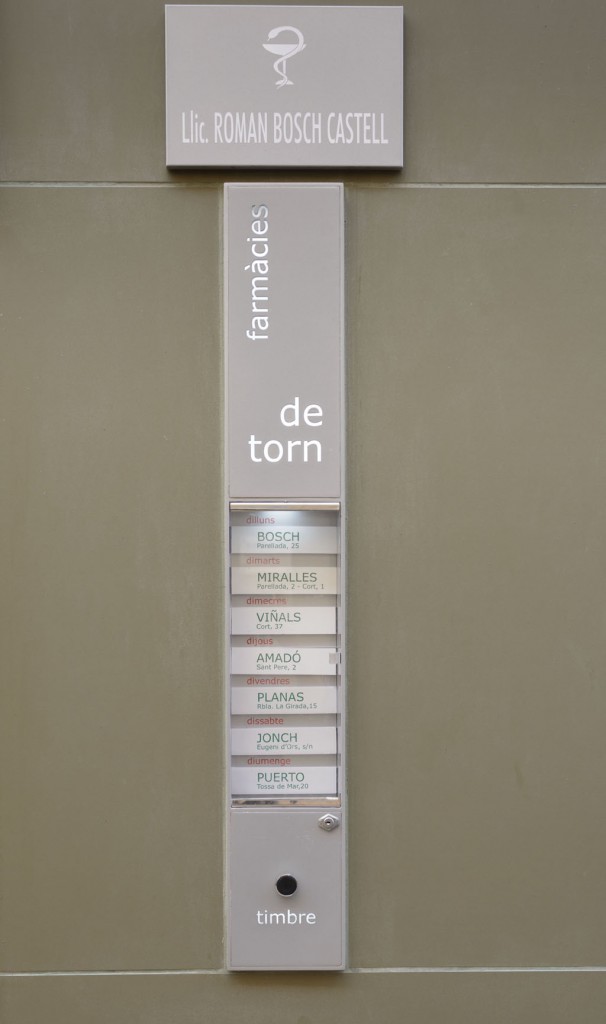 Llic. ROMAN BOSCH CASTELL
farmàcies
de
torn
dilluns
BOSCH
Parellada, 25
dimarts
MIRALLES
Parellada, 2 - Cort, 1
dimecres
VIÑALS
Cort, 37
dijous
AMADÓ
Sant Pere, 2
divendres
PLANAS
Rbla. La Girada,15
dissabte
JONCH
Eugeni d'Ors, s/n
diumenge
PUERTO
Tossa de Mar,20
timbre